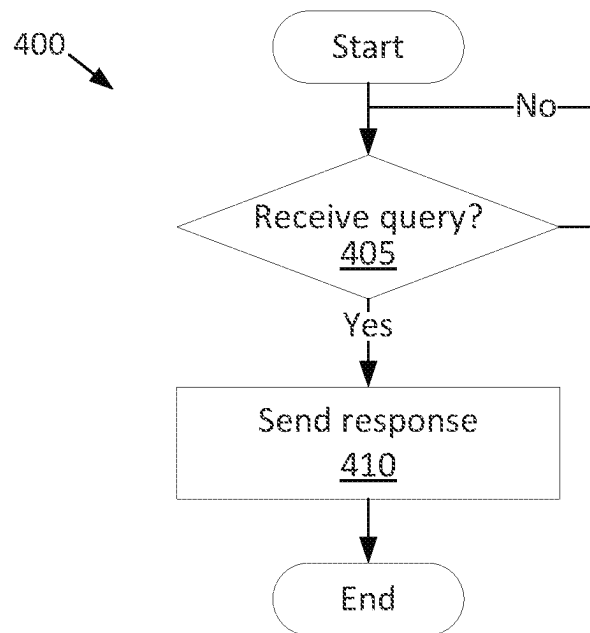 400
Start
No
Receive query?
405
Yes
Send response
410
End